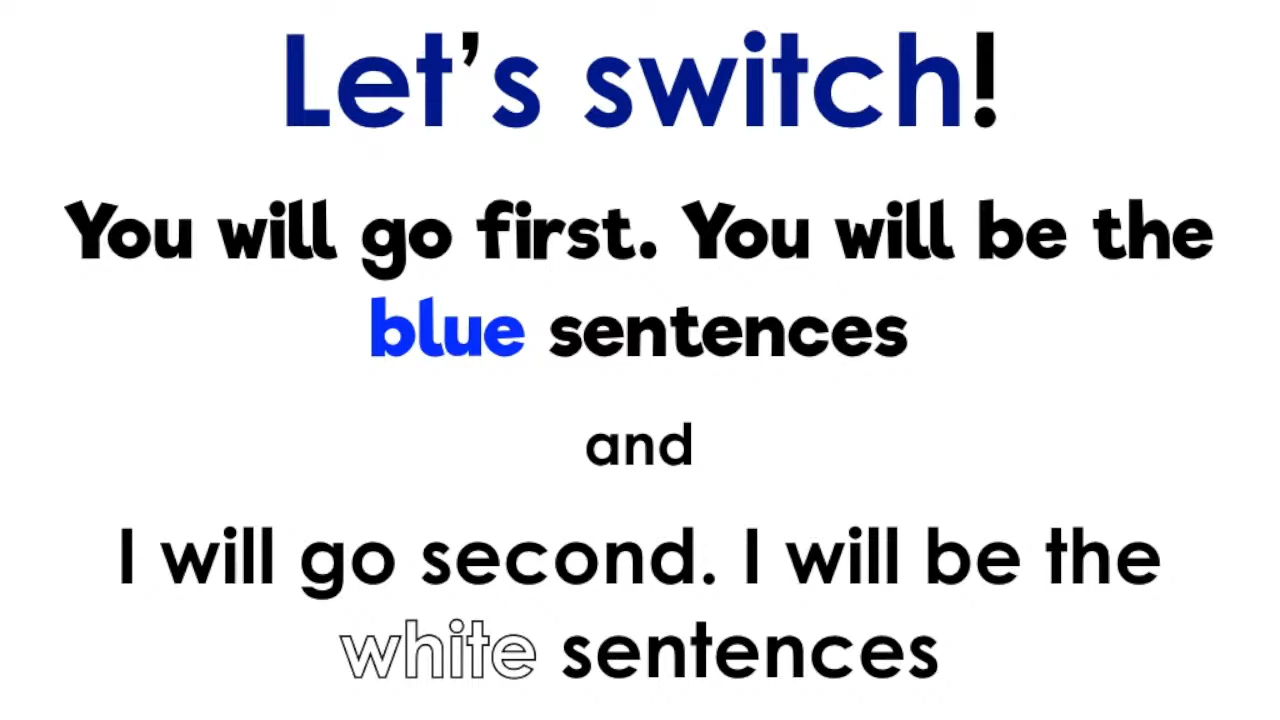 Let’s switch!
You will go first. You will be the
blue sentences
and
I will go second. I will be the
white sentences